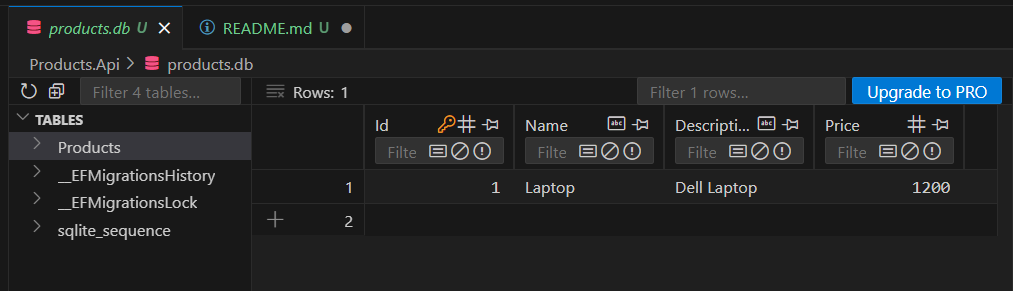 products.db U
README.md U
Products.Api > products.db
Filter 4 tables...
Rows: 1
Filter 1 rows...
Upgrade to PRO
TABLES
Products
__EFMigrationsHistory
__EFMigrationsLock
sqlite_sequence
Id Name abc Descripti... abc Price
Filte Filte Filte Filte
1 1 Laptop Dell Laptop 1200
2